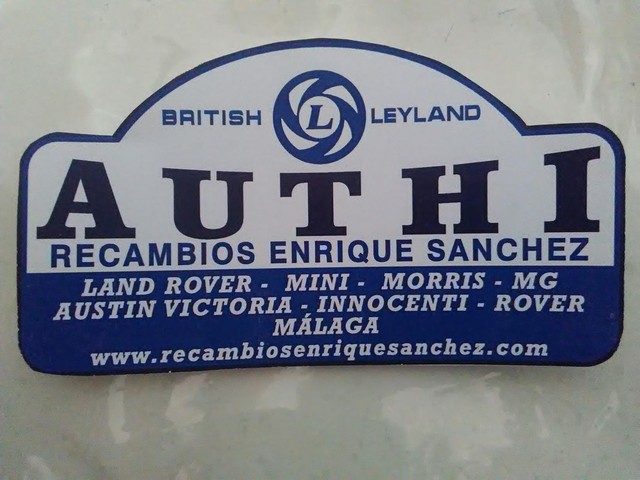 BRITISH L LEYLAND
AUTHI
RECAMBIOS ENRIQUE SANCHEZ
LAND ROVER - MINI - MORRIS - MG
AUSTIN VICTORIA - INNOCENTI - ROVER
MÁLAGA
www.recambiosenriquesanchez.com